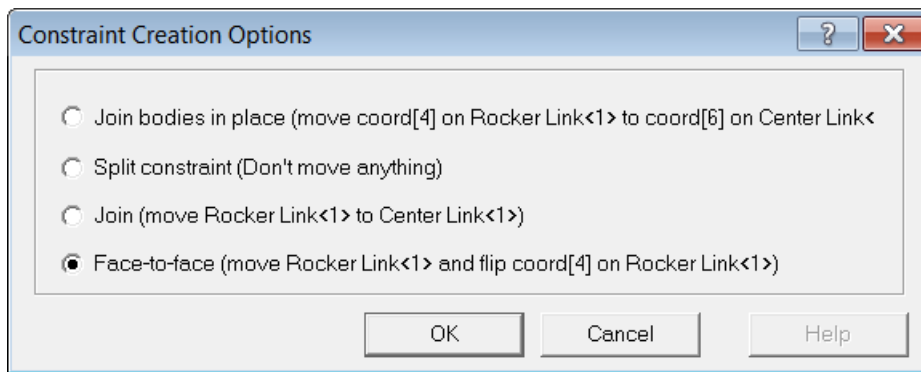 Constraint Creation Options
Join bodies in place (move coord[4] on Rocker Link<1> to coord[6] on Center Link<
Split constraint (Don't move anything)
Join (move Rocker Link<1> to Center Link<1>)
Face-to-face (move Rocker Link<1> and flip coord[4] on Rocker Link<1>)
OK Cancel Help